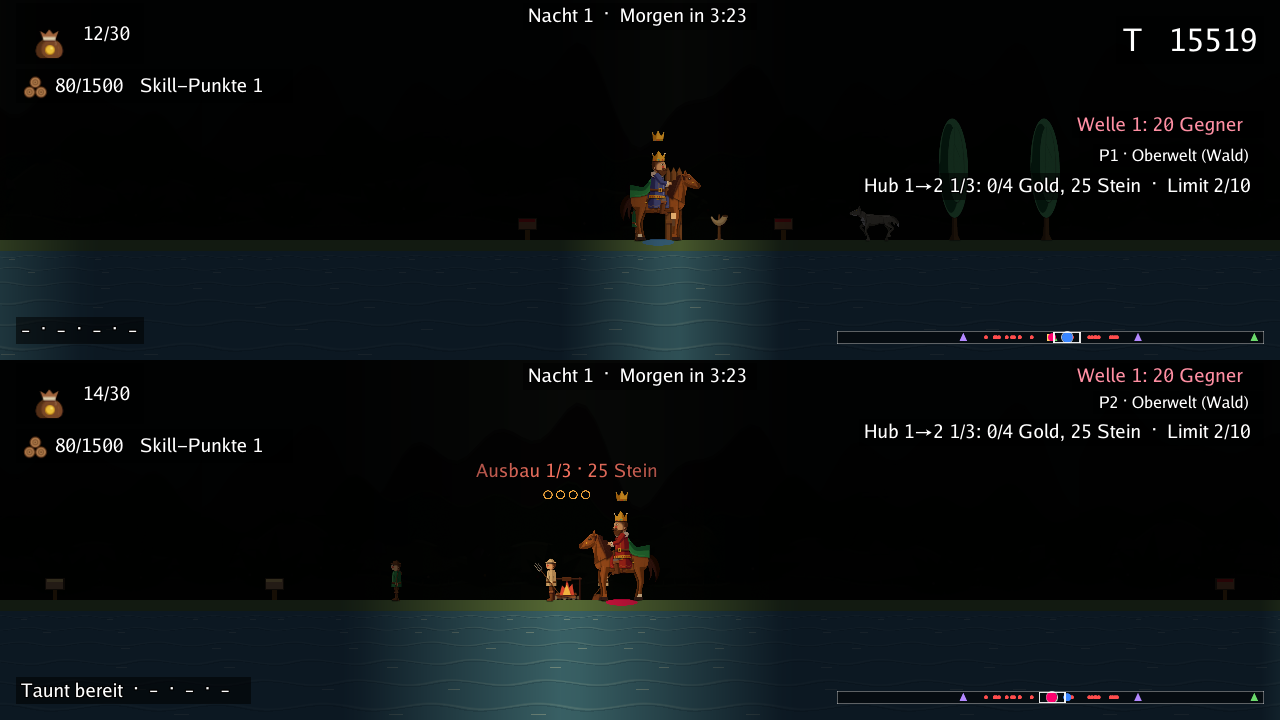 Nacht 1 · Morgen in 3:23
12/30
T 15519
80/1500 Skill-Punkte 1
Welle 1: 20 Gegner
P1 · Oberwelt (Wald)
Hub 1→2 1/3: 0/4 Gold, 25 Stein · Limit 2/10
- · - · - · -
Nacht 1 · Morgen in 3:23
Welle 1: 20 Gegner
14/30
P2 · Oberwelt (Wald)
Hub 1→2 1/3: 0/4 Gold, 25 Stein · Limit 2/10
80/1500 Skill-Punkte 1
Ausbau 1/3 · 25 Stein
Taunt bereit · - · - · -